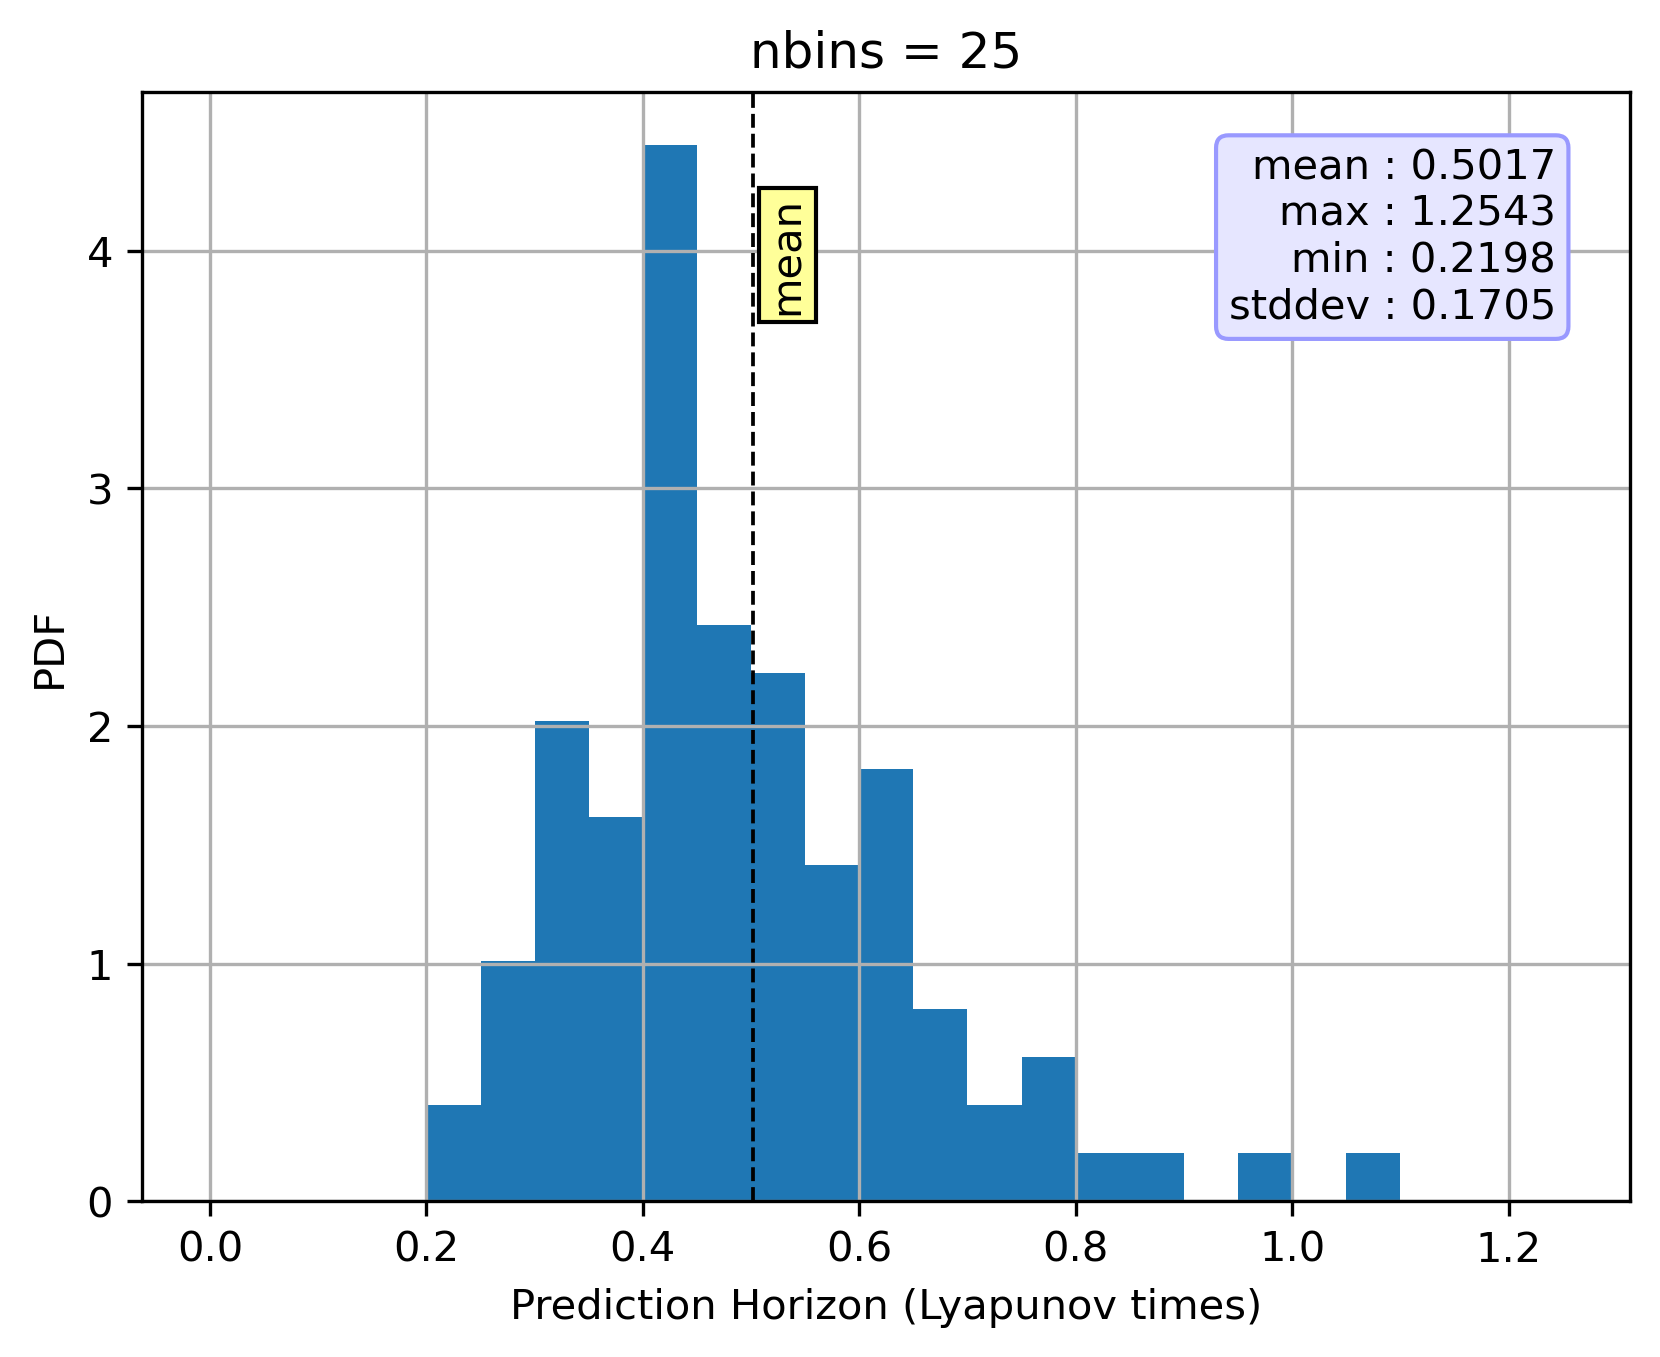 nbins = 25
mean : 0.5017
max : 1.2543
min : 0.2198
stddev : 0.1705
mean
PDF
4
3
2
1
0
0.0 0.2 0.4 0.6 0.8 1.0 1.2
Prediction Horizon (Lyapunov times)